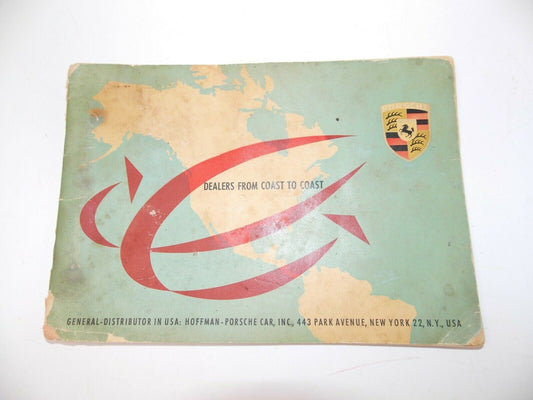 DEALERS FROM COAST TO COAST
GENERAL-DISTRIBUTOR IN USA: HOFFMAN-PORSCHE CAR, INC., 443 PARK AVENUE, NEW YORK 22, N.Y., USA